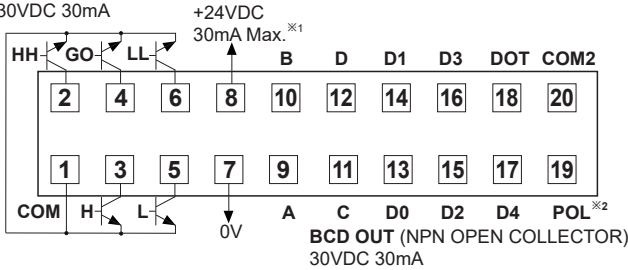 30VDC 30mA
+24VDC
30mA Max.※1
HH GO LL B D D1 D3 DOT COM2
2 4 6 8 10 12 14 16 18 20
1 3 5 7 9 11 13 15 17 19
COM H L 0V A C D0 D2 D4 POL※2
BCD OUT (NPN OPEN COLLECTOR)
30VDC 30mA